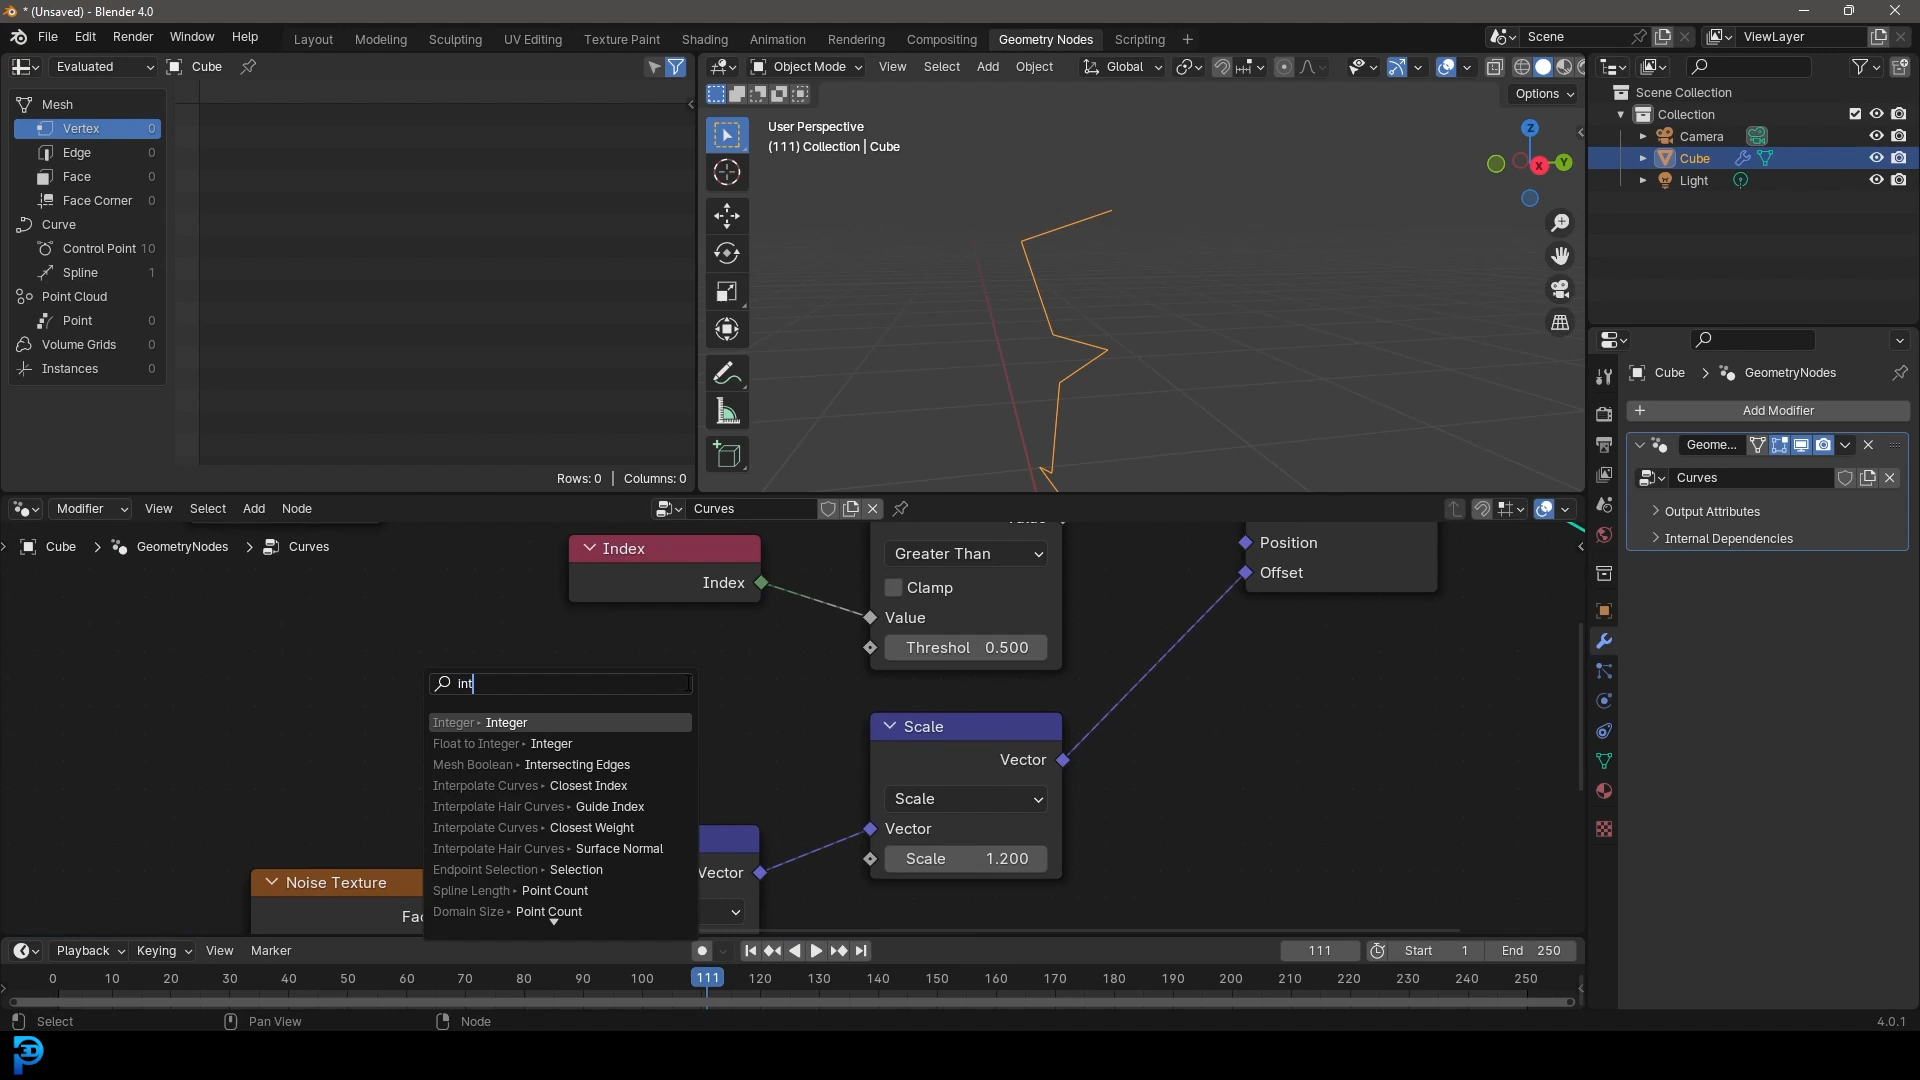 * (Unsaved) - Blender 4.0
File Edit Render Window Help
Layout Modeling Sculpting UV Editing Texture Paint Shading Animation Rendering Compositing Geometry Nodes Scripting +
Scene
ViewLayer
Evaluated
Cube
Mesh
Vertex 0
Edge 0
Face 0
Face Corner 0
Curve
Control Point 10
Spline 1
Point Cloud
Point 0
Volume Grids 0
Instances 0
Rows: 0 | Columns: 0
Object Mode View Select Add Object Global
Options
User Perspective
(111) Collection | Cube
Z
X
Y
Scene Collection
Collection
Camera
Cube
Light
Cube > GeometryNodes
+ Add Modifier
Geome...
Curves
Output Attributes
Internal Dependencies
Modifier View Select Add Node
Curves
Cube > GeometryNodes > Curves
Index
Index
Greater Than
Clamp
Value
Threshol 0.500
Position
Offset
Scale
Vector
Scale
Vector
Scale 1.200
int
Integer ▸ Integer
Float to Integer ▸ Integer
Mesh Boolean ▸ Intersecting Edges
Interpolate Curves ▸ Closest Index
Interpolate Hair Curves ▸ Guide Index
Interpolate Curves ▸ Closest Weight
Interpolate Hair Curves ▸ Surface Normal
Endpoint Selection ▸ Selection
Spline Length ▸ Point Count
Domain Size ▸ Point Count
Vector
Noise Texture
Fac
Playback Keying View Marker
111
Start 1
End 250
0 10 20 30 40 50 60 70 80 90 100 111 120 130 140 150 160 170 180 190 200 210 220 230 240 250
Select
Pan View
Node
4.0.1